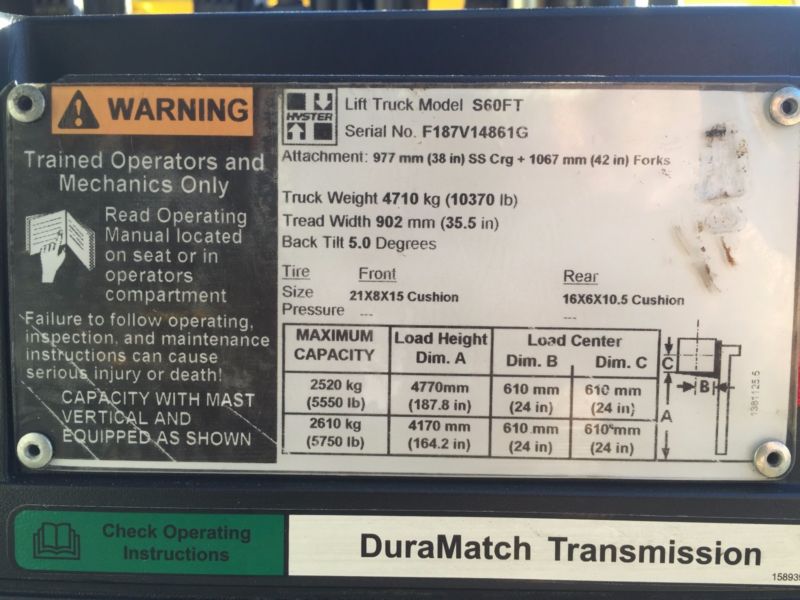 WARNING
Trained Operators and
Mechanics Only
Read Operating
Manual located
on seat or in
operators
compartment
Failure to follow operating,
inspection, and maintenance
instructions can cause
serious injury or death!
CAPACITY WITH MAST
VERTICAL AND
EQUIPPED AS SHOWN
HYSTER
Lift Truck Model S60FT
Serial No. F187V14861G
Attachment: 977 mm (38 in) SS Crg + 1067 mm (42 in) Forks
Truck Weight 4710 kg (10370 lb)
Tread Width 902 mm (35.5 in)
Back Tilt 5.0 Degrees
Tire Front Rear
Size 21X8X15 Cushion 16X6X10.5 Cushion
Pressure --- ---
MAXIMUM CAPACITY Load Height Dim. A Load Center Dim. B Dim. C
2520 kg 4770mm 610 mm 610 mm
(5550 lb) (187.8 in) (24 in) (24 in)
2610 kg 4170 mm 610 mm 610 mm
(5750 lb) (164.2 in) (24 in) (24 in)
C
B
A
1381125.5
Check Operating
Instructions
DuraMatch Transmission